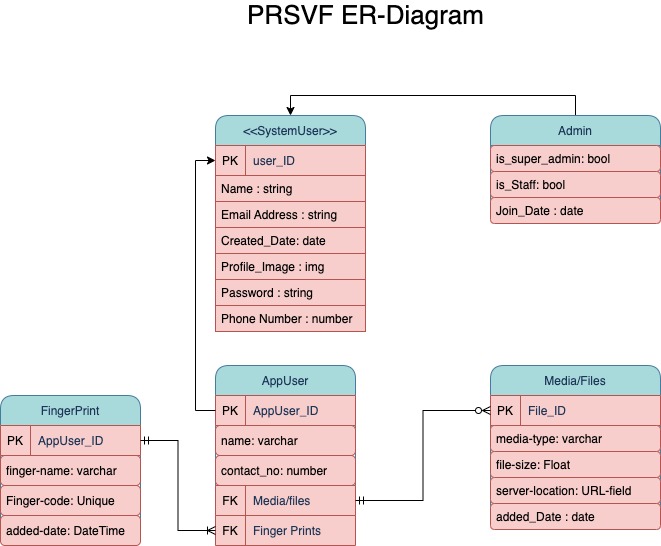 PRSVF ER-Diagram
<<SystemUser>>
PK user_ID
Name : string
Email Address : string
Created_Date: date
Profile_Image : img
Password : string
Phone Number : number
Admin
is_super_admin: bool
is_Staff: bool
Join_Date : date
FingerPrint
PK AppUser_ID
finger-name: varchar
Finger-code: Unique
added-date: DateTime
AppUser
PK AppUser_ID
name: varchar
contact_no: number
FK Media/files
FK Finger Prints
Media/Files
PK File_ID
media-type: varchar
file-size: Float
server-location: URL-field
added_Date : date